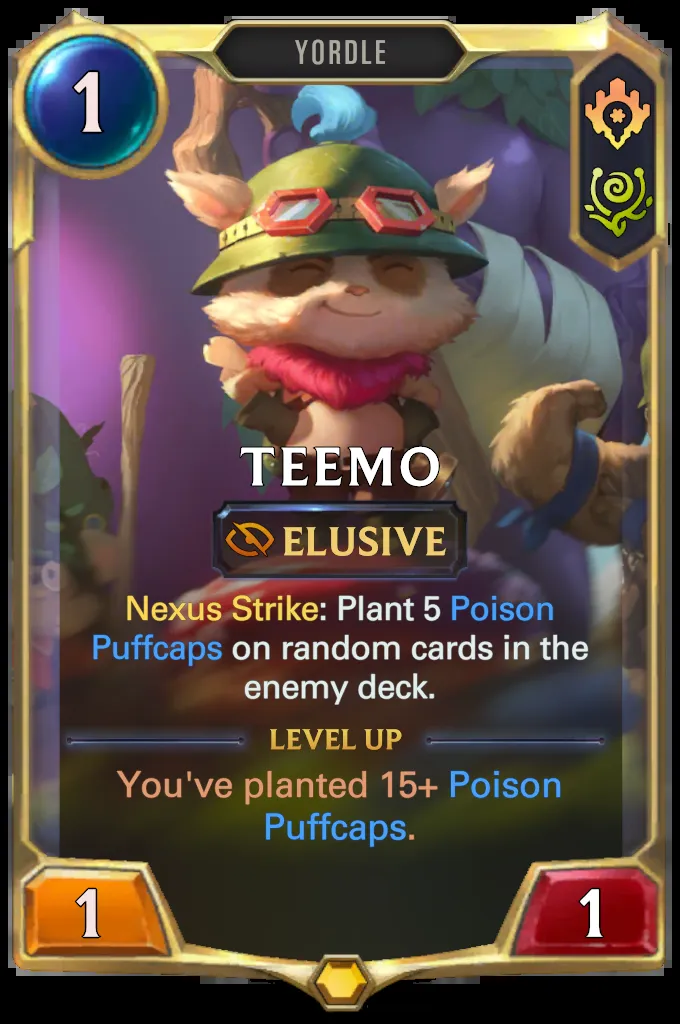 YORDLE
1
TEEMO
ELUSIVE
Nexus Strike: Plant 5 Poison
Puffcaps on random cards in the
enemy deck.
LEVEL UP
You've planted 15+ Poison
Puffcaps.
1
1